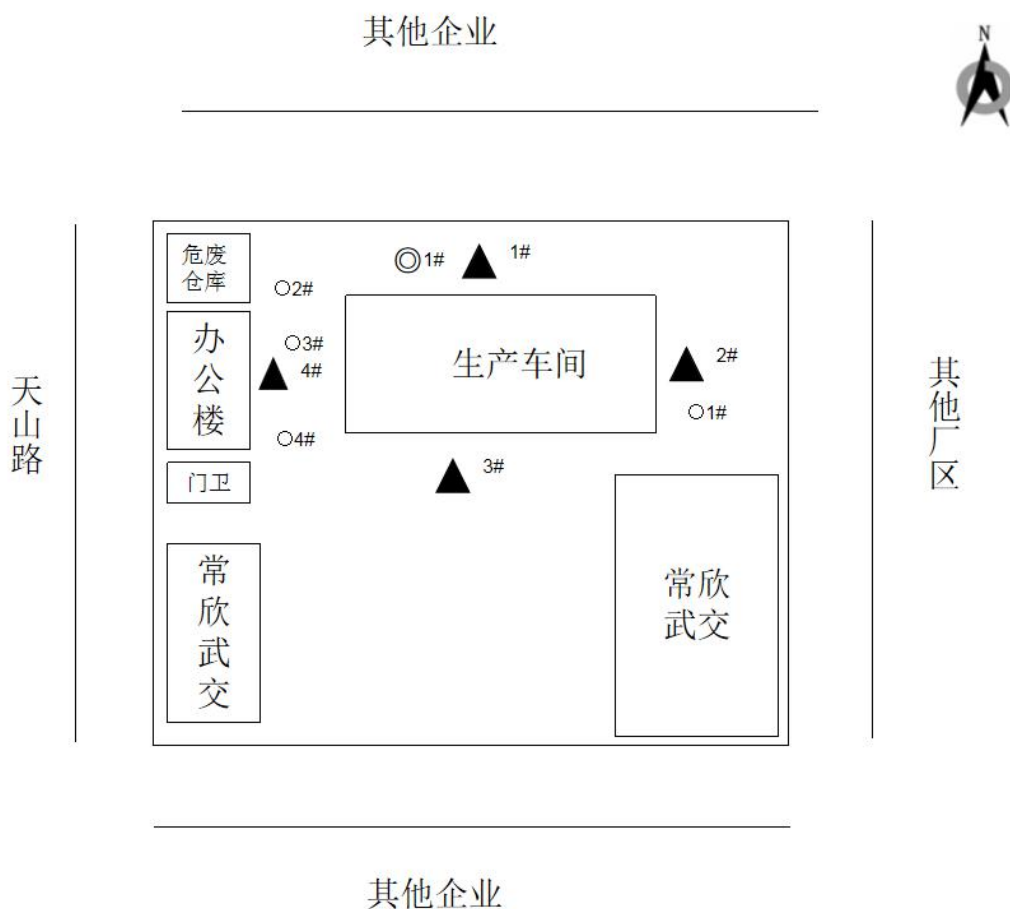 其他企业
N
危废
仓库
1#
1#
2#
办公楼
3#
4#
4#
生产车间
2#
1#
天山路
其他厂区
门卫
3#
常欣武交
常欣
武交
其他企业